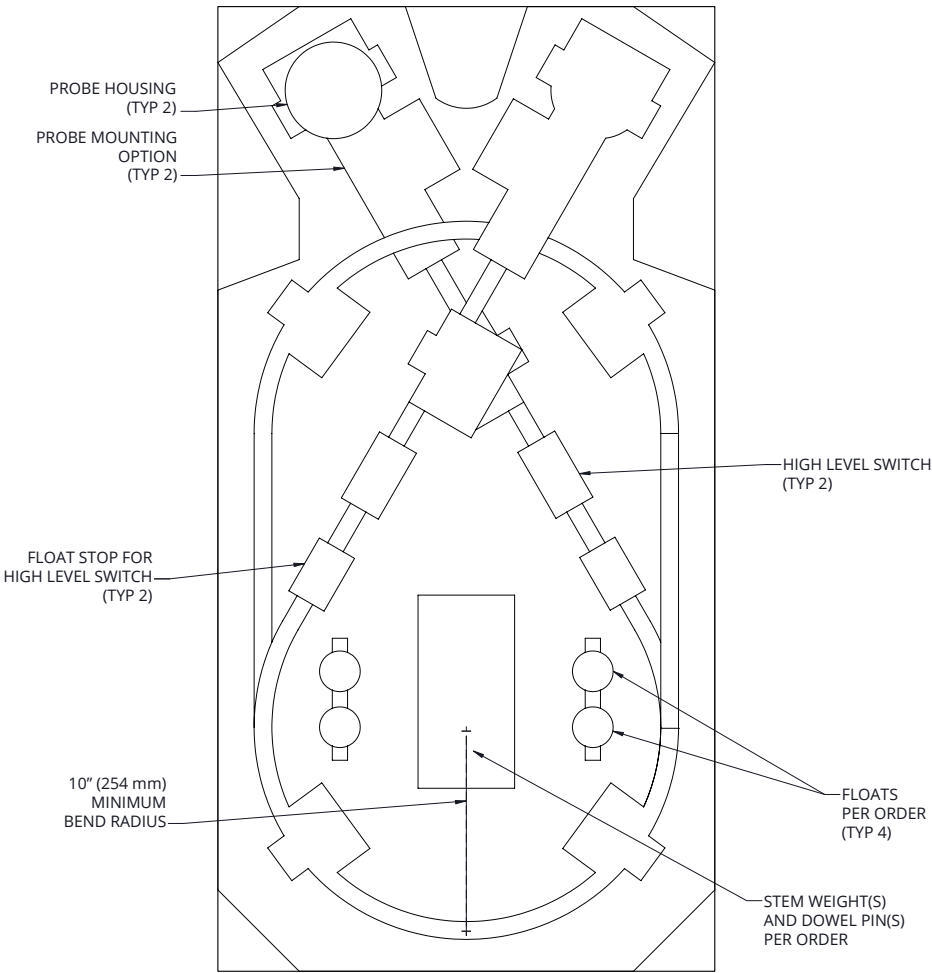 PROBE HOUSING
(TYP 2)
PROBE MOUNTING
OPTION
(TYP 2)
HIGH LEVEL SWITCH
(TYP 2)
FLOAT STOP FOR
HIGH LEVEL SWITCH
(TYP 2)
10” (254 mm)
MINIMUM
BEND RADIUS
FLOATS
PER ORDER
(TYP 4)
STEM WEIGHT(S)
AND DOWEL PIN(S)
PER ORDER